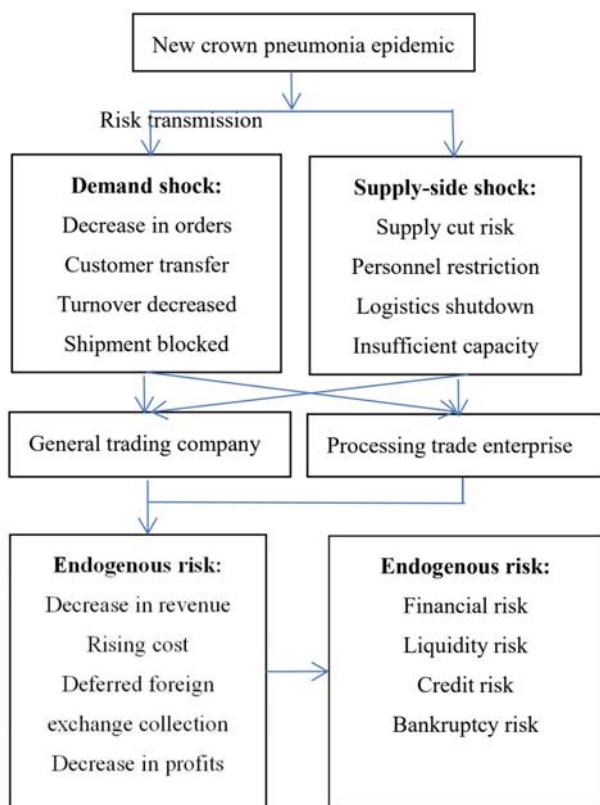 New crown pneumonia epidemic
Risk transmission
Demand shock:
Decrease in orders
Customer transfer
Turnover decreased
Shipment blocked
Supply-side shock:
Supply cut risk
Personnel restriction
Logistics shutdown
Insufficient capacity
General trading company
Processing trade enterprise
Endogenous risk:
Decrease in revenue
Rising cost
Deferred foreign
exchange collection
Decrease in profits
Endogenous risk:
Financial risk
Liquidity risk
Credit risk
Bankruptcy risk